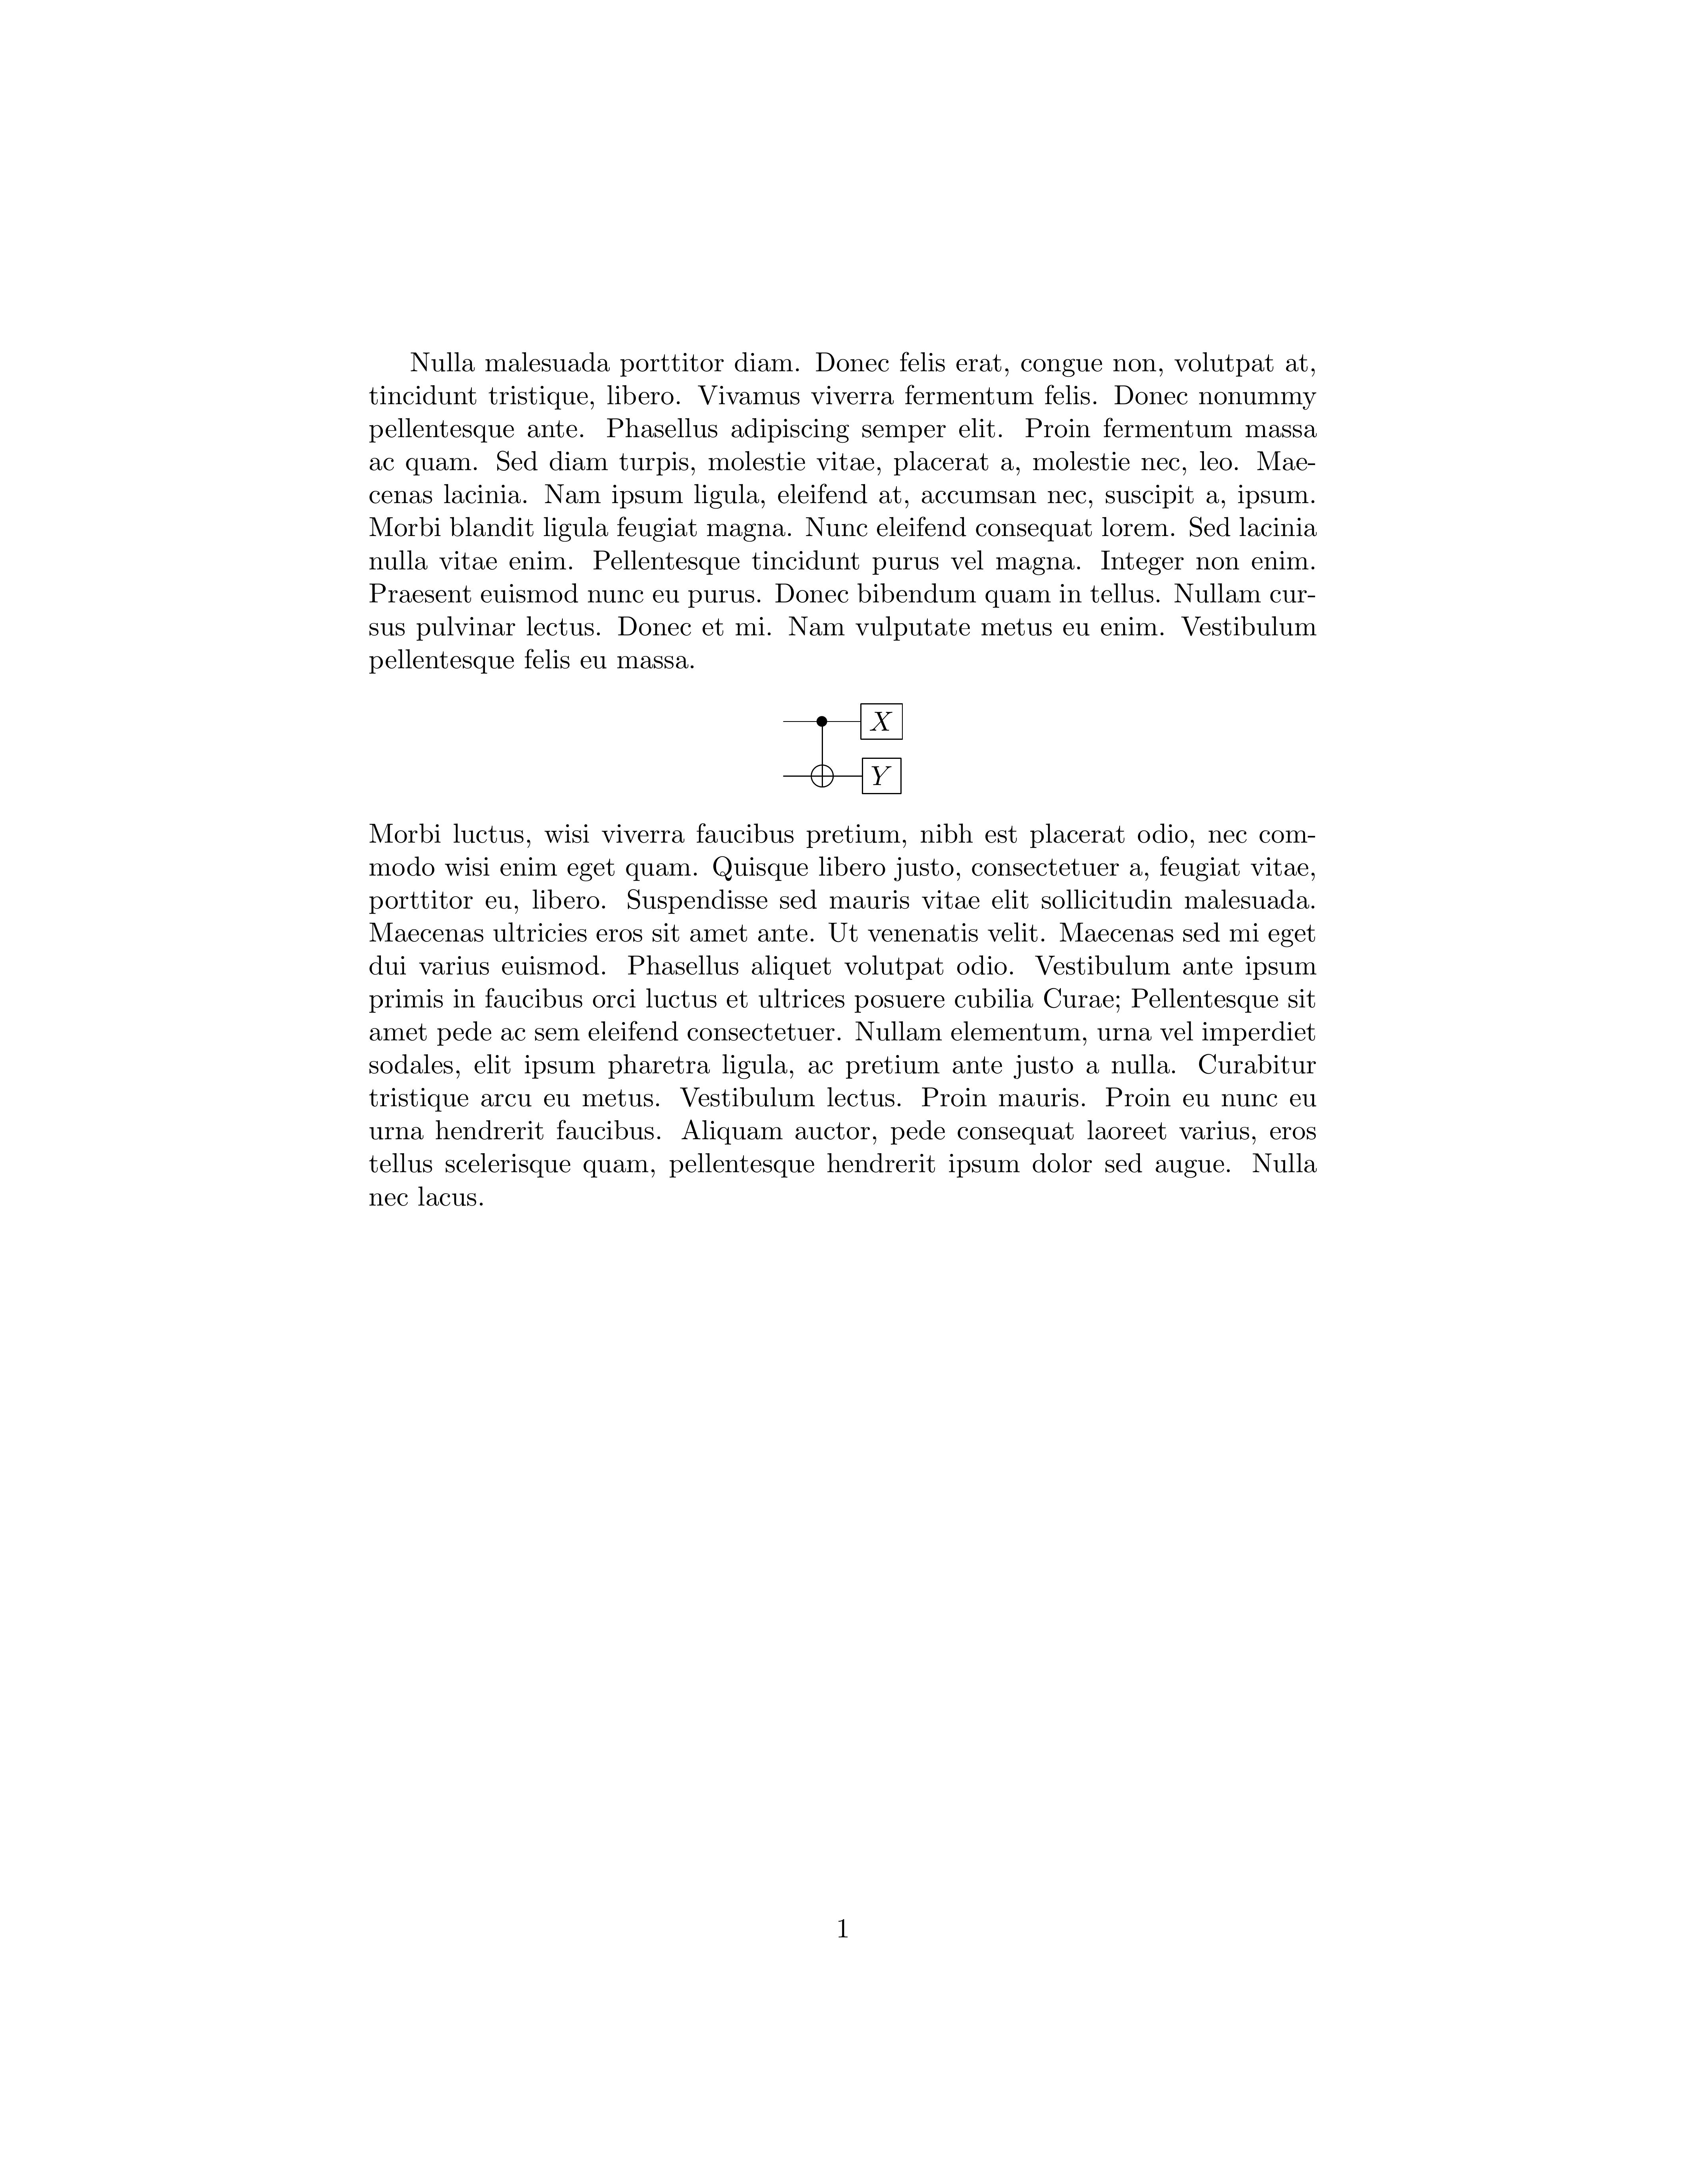 Nulla malesuada porttitor diam. Donec felis erat, congue non, volutpat at,
tincidunt tristique, libero. Vivamus viverra fermentum felis. Donec nonummy
pellentesque ante. Phasellus adipiscing semper elit. Proin fermentum massa
ac quam. Sed diam turpis, molestie vitae, placerat a, molestie nec, leo. Mae-
cenas lacinia. Nam ipsum ligula, eleifend at, accumsan nec, suscipit a, ipsum.
Morbi blandit ligula feugiat magna. Nunc eleifend consequat lorem. Sed lacinia
nulla vitae enim. Pellentesque tincidunt purus vel magna. Integer non enim.
Praesent euismod nunc eu purus. Donec bibendum quam in tellus. Nullam cur-
sus pulvinar lectus. Donec et mi. Nam vulputate metus eu enim. Vestibulum
pellentesque felis eu massa.
X
Y
Morbi luctus, wisi viverra faucibus pretium, nibh est placerat odio, nec com-
modo wisi enim eget quam. Quisque libero justo, consectetuer a, feugiat vitae,
porttitor eu, libero. Suspendisse sed mauris vitae elit sollicitudin malesuada.
Maecenas ultricies eros sit amet ante. Ut venenatis velit. Maecenas sed mi eget
dui varius euismod. Phasellus aliquet volutpat odio. Vestibulum ante ipsum
primis in faucibus orci luctus et ultrices posuere cubilia Curae; Pellentesque sit
amet pede ac sem eleifend consectetuer. Nullam elementum, urna vel imperdiet
sodales, elit ipsum pharetra ligula, ac pretium ante justo a nulla. Curabitur
tristique arcu eu metus. Vestibulum lectus. Proin mauris. Proin eu nunc eu
urna hendrerit faucibus. Aliquam auctor, pede consequat laoreet varius, eros
tellus scelerisque quam, pellentesque hendrerit ipsum dolor sed augue. Nulla
nec lacus.
1